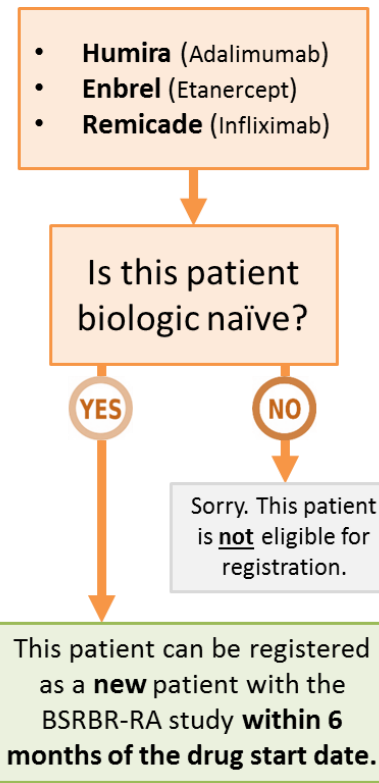 • Humira (Adalimumab)
• Enbrel (Etanercept)
• Remicade (Infliximab)
Is this patient
biologic naïve?
YES
NO
Sorry. This patient
is not eligible for
registration.
This patient can be registered
as a new patient with the
BSRBR-RA study within 6
months of the drug start date.